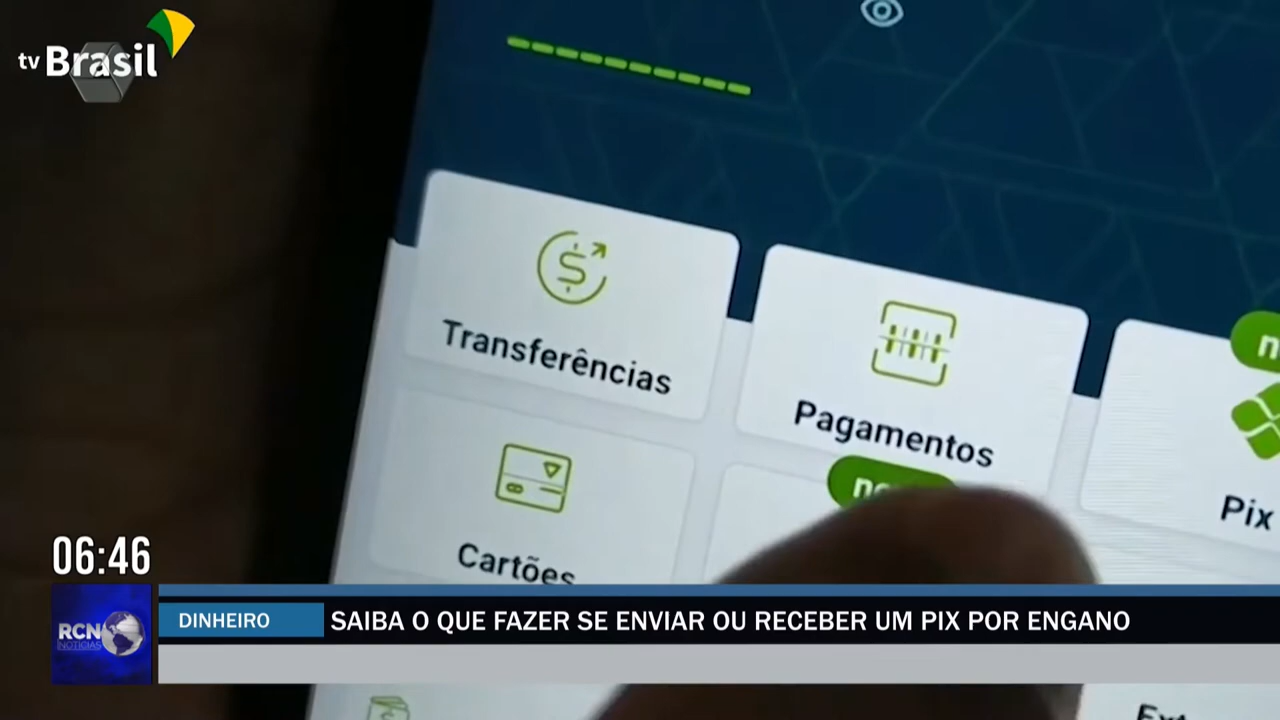 tv Brasil
Transferências
Pagamentos
Pix
Cartões
06:46
RCN
NOTÍCIAS
DINHEIRO
SAIBA O QUE FAZER SE ENVIAR OU RECEBER UM PIX POR ENGANO